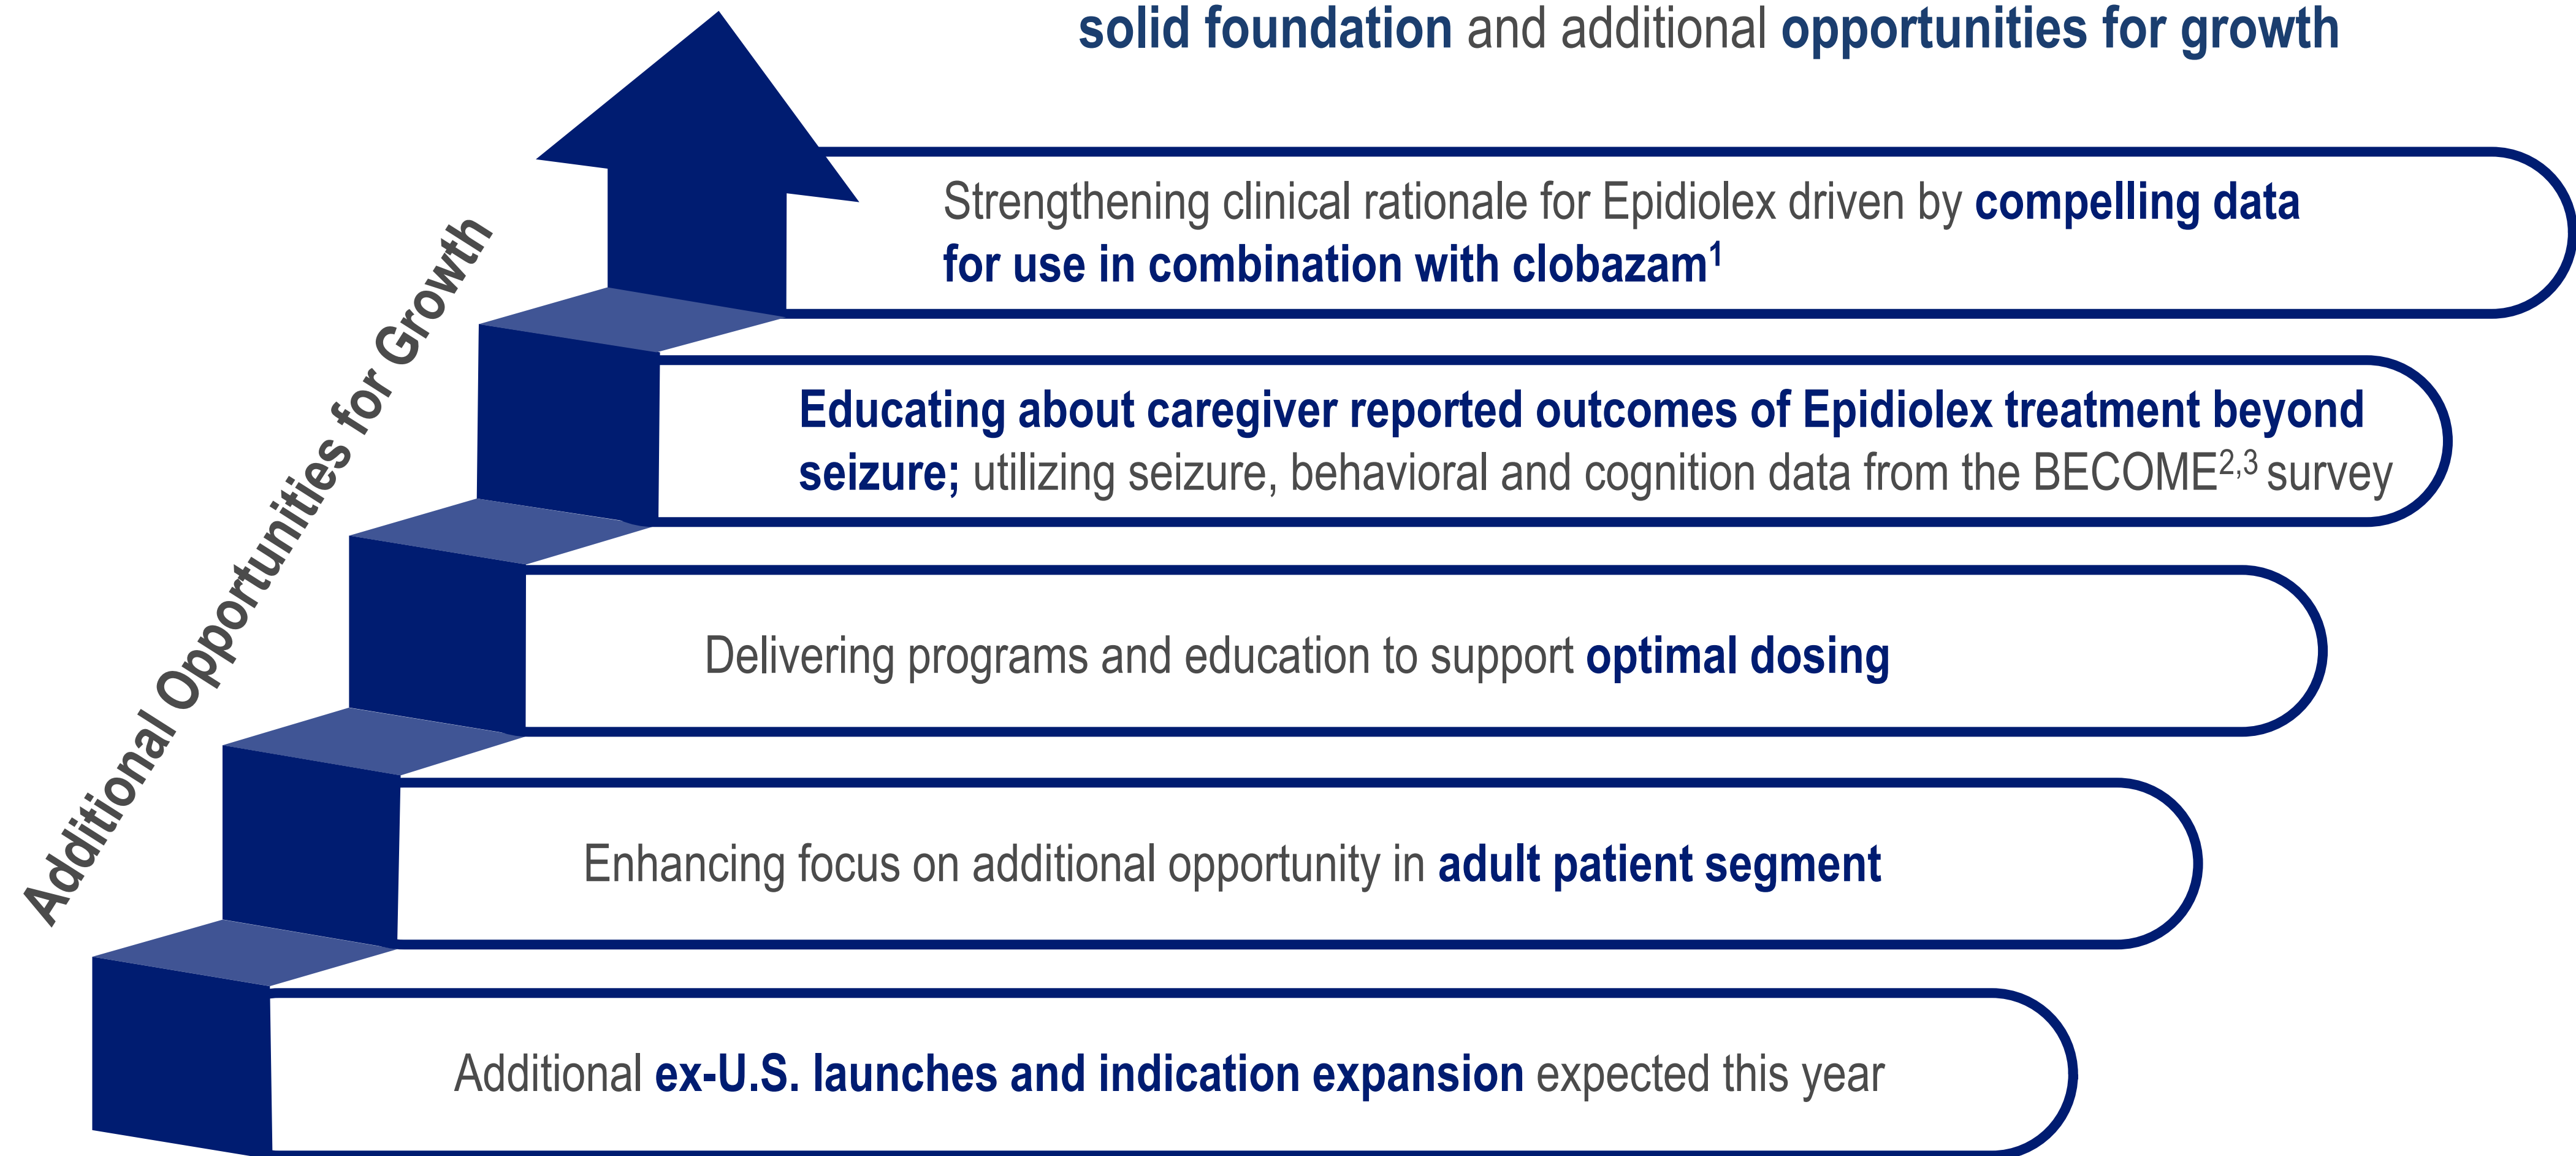 solid foundation and additional opportunities for growth
Additional Opportunities for Growth
Strengthening clinical rationale for Epidiolex driven by compelling data
for use in combination with clobazam¹
Educating about caregiver reported outcomes of Epidiolex treatment beyond
seizure; utilizing seizure, behavioral and cognition data from the BECOME²,³ survey
Delivering programs and education to support optimal dosing
Enhancing focus on additional opportunity in adult patient segment
Additional ex-U.S. launches and indication expansion expected this year